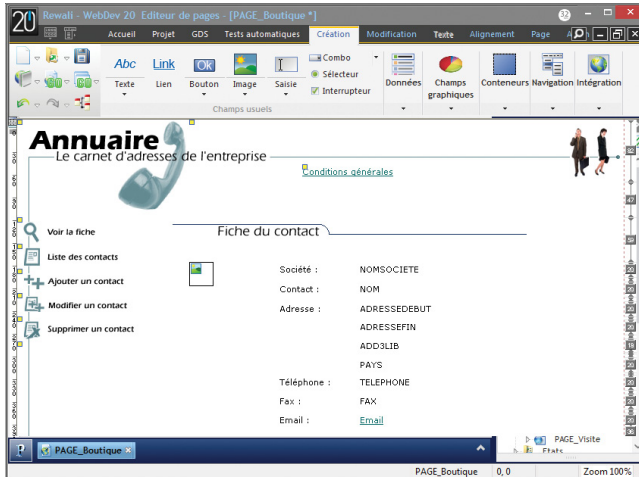 20 Rewali - WebDev 20 Editeur de pages - [PAGE_Boutique *] 32
Accueil Projet GDS Tests automatiques Création Modification Texte Alignement Page
Abc Link Ok Combo
Sélecteur
Interrupteur
Texte Lien Bouton Image Saisie Données Champs graphiques Conteneurs Navigation Intégration
Champs usuels
Annuaire
Le carnet d'adresses de l'entreprise
Conditions générales
Voir la fiche
Fiche du contact
Liste des contacts
Ajouter un contact
Modifier un contact
Supprimer un contact
Société : NOMSOCIETE
Contact : NOM
Adresse : ADRESSEDEBUT
ADRESSEFIN
ADD3LIB
PAYS
Téléphone : TELEPHONE
Fax : FAX
Email : Email
PAGE_Boutique × PAGE_Visite
Etats
PAGE_Boutique 0, 0 Zoom 100%